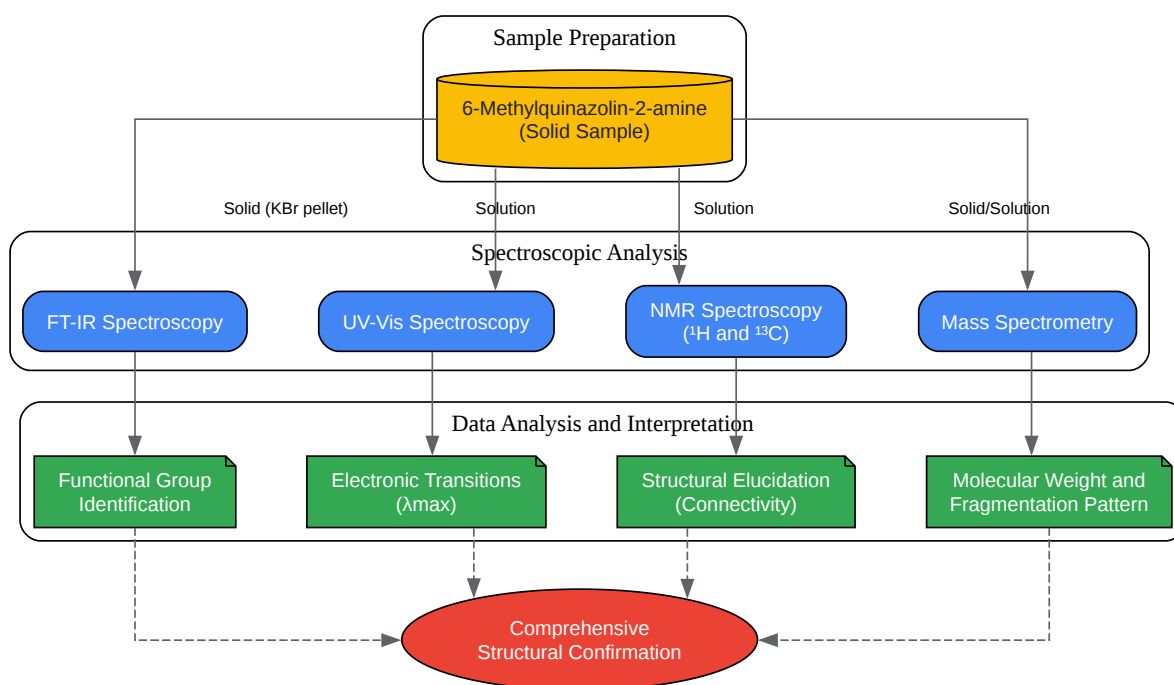 Sample Preparation
6-Methylquinazolin-2-amine
(Solid Sample)
Solid (KBr pellet)
Solution
Solution
Solid/Solution
Spectroscopic Analysis
FT-IR Spectroscopy
UV-Vis Spectroscopy
NMR Spectroscopy
(¹H and ¹³C)
Mass Spectrometry
Data Analysis and Interpretation
Functional Group
Identification
Electronic Transitions
(λmax)
Structural Elucidation
(Connectivity)
Molecular Weight and
Fragmentation Pattern
Comprehensive
Structural Confirmation